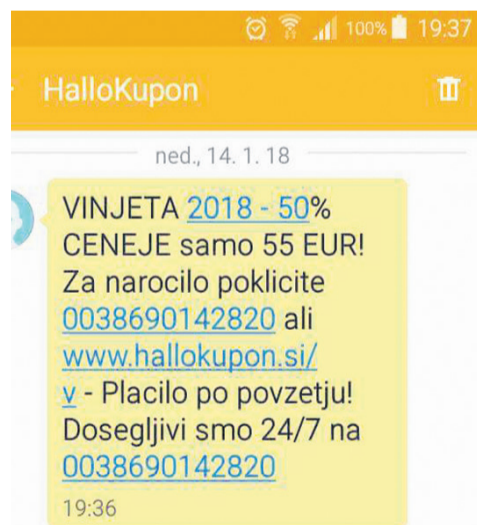 100% 19:37
HalloKupon
ned., 14. 1. 18
VINJETA 2018 - 50%
CENEJE samo 55 EUR!
Za narocilo poklicite
0038690142820 ali
www.hallokupon.si/
v - Placilo po povzetju!
Dosegljivi smo 24/7 na
0038690142820
19:36